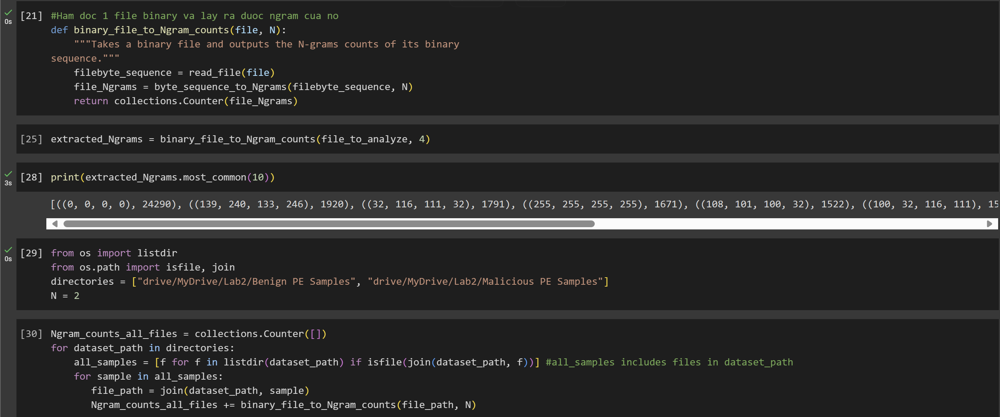 [21] #Ham doc 1 file binary va lay ra duoc ngram cua no
0s
def binary_file_to_Ngram_counts(file, N):
"""Takes a binary file and outputs the N-grams counts of its binary
sequence."""
filebyte_sequence = read_file(file)
file_Ngrams = byte_sequence_to_Ngrams(filebyte_sequence, N)
return collections.Counter(file_Ngrams)
[25] extracted_Ngrams = binary_file_to_Ngram_counts(file_to_analyze, 4)
[28] print(extracted_Ngrams.most_common(10))
3s
[((0, 0, 0, 0), 24290), ((139, 240, 133, 246), 1920), ((32, 116, 111, 32), 1791), ((255, 255, 255, 255), 1671), ((108, 101, 100, 32), 1522), ((100, 32, 116, 111), 15
[29] from os import listdir
0s
from os.path import isfile, join
directories = ["drive/MyDrive/Lab2/Benign PE Samples", "drive/MyDrive/Lab2/Malicious PE Samples"]
N = 2
[30] Ngram_counts_all_files = collections.Counter([])
for dataset_path in directories:
all_samples = [f for f in listdir(dataset_path) if isfile(join(dataset_path, f))] #all_samples includes files in dataset_path
for sample in all_samples:
file_path = join(dataset_path, sample)
Ngram_counts_all_files += binary_file_to_Ngram_counts(file_path, N)